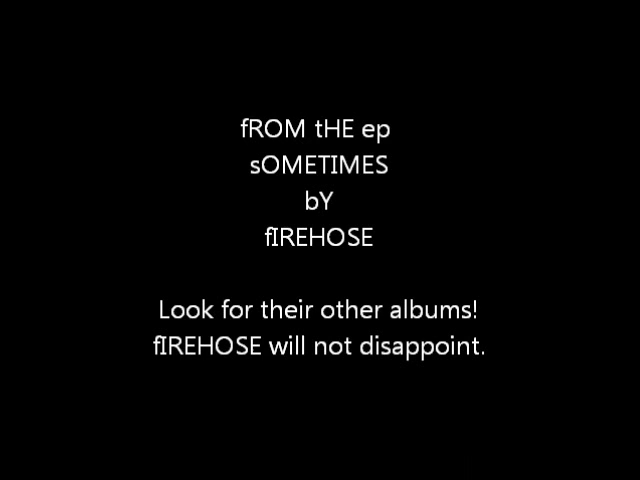 fROM tHE ep
sOMETIMES
bY
fIREHOSE
Look for their other albums!
fIREHOSE will not disappoint.